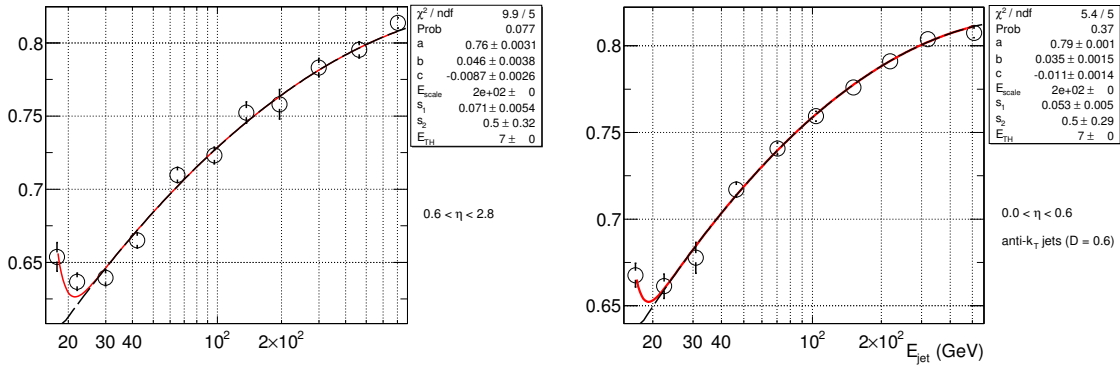 0.8
0.75
0.7
0.65
20 30 40 10² 2×10²
χ² / ndf 9.9 / 5
Prob 0.077
a 0.76 ± 0.0031
b 0.046 ± 0.0038
c -0.0087 ± 0.0026
E_scale 2e+02 ± 0
s₁ 0.071 ± 0.0054
s₂ 0.5 ± 0.32
E_TH 7 ± 0
0.6 < η < 2.8
0.8
0.75
0.7
0.65
20 30 40 10² 2×10²
E_jet (GeV)
χ² / ndf 5.4 / 5
Prob 0.37
a 0.79 ± 0.001
b 0.035 ± 0.0015
c -0.011 ± 0.0014
E_scale 2e+02 ± 0
s₁ 0.053 ± 0.005
s₂ 0.5 ± 0.29
E_TH 7 ± 0
0.0 < η < 0.6
anti-k_T jets (D = 0.6)